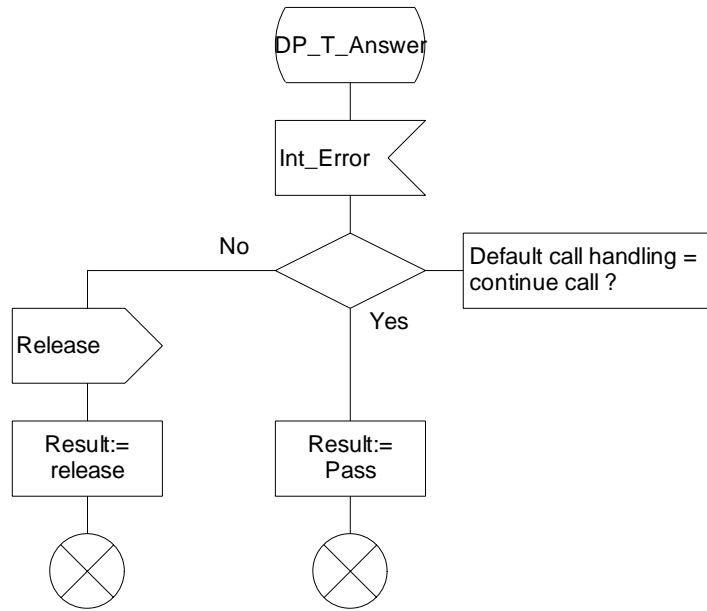 DP_T_Answer
Int_Error
No
Default call handling =
continue call ?
Yes
Release
Result:=
release
Result:=
Pass